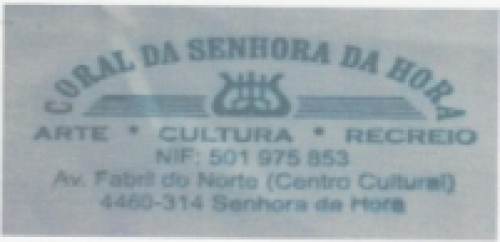 CORAL DA SENHORA DA HORA
ARTE * CULTURA * RECREIO
NIF: 501 975 853
Av. Fabril do Norte (Centro Cultural)
4460-314 Senhora da Hora